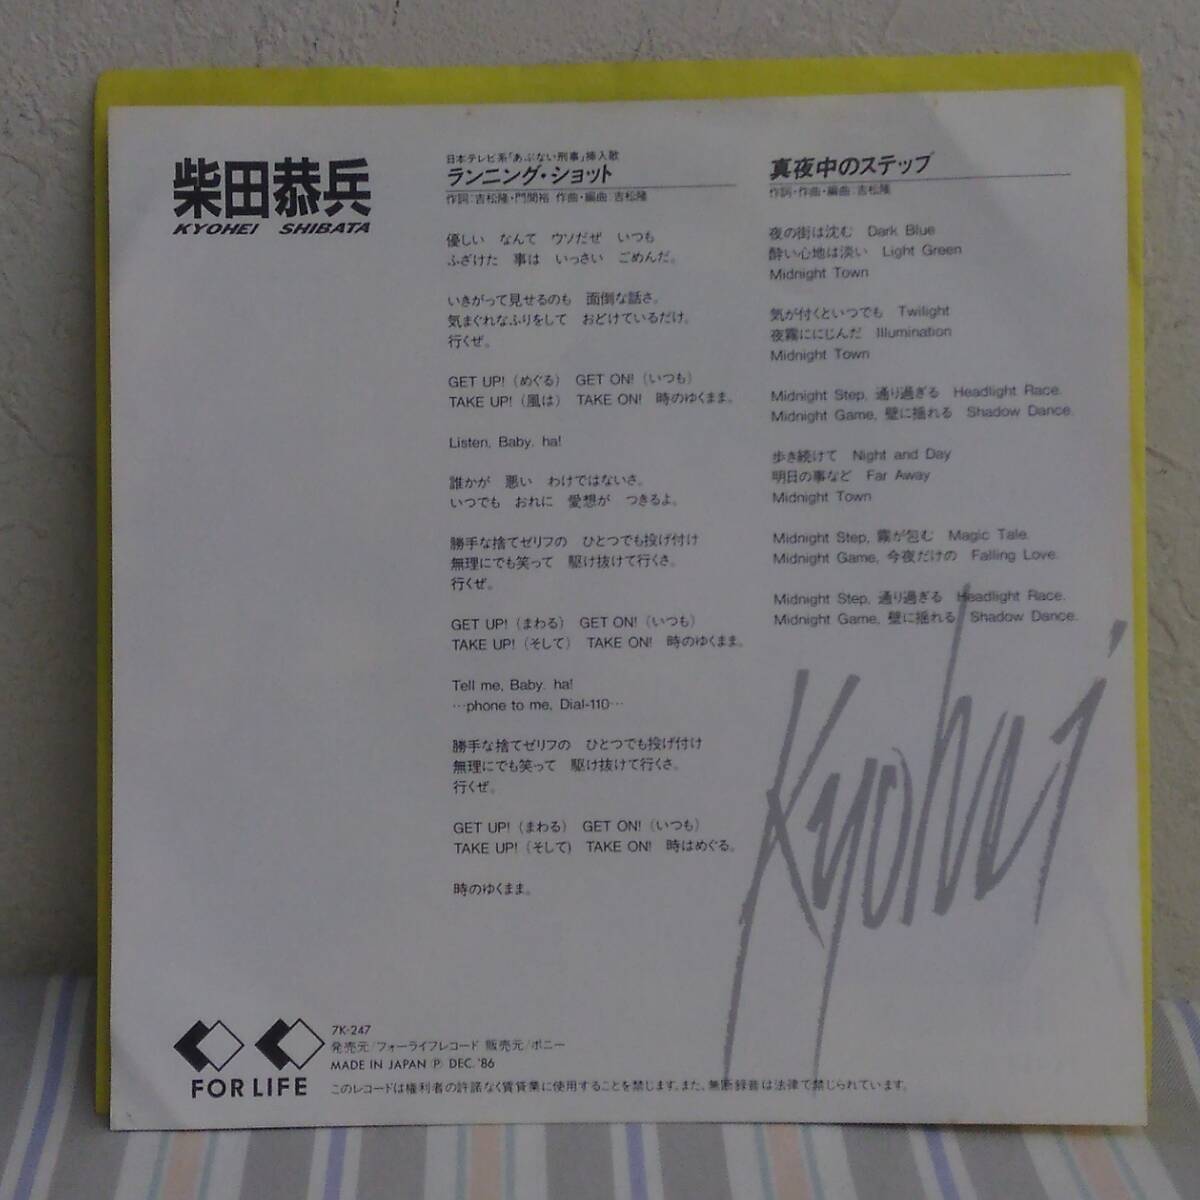 柴田恭兵
KYOHEI SHIBATA
日本テレビ系「あぶない刑事」挿入歌
ランニング・ショット
作詞:吉松隆・門間裕 作曲・編曲:吉松隆
優しい なんて ウソだぜ いつも
ふざけた 事は いっさい ごめんだ。
いきがって見せるのも 面倒な話さ。
気まぐれなふりをして おどけているだけ。
行くぜ。
GET UP!(めぐる) GET ON!(いつも)
TAKE UP!(風は) TAKE ON! 時のゆくまま。
Listen, Baby. ha!
誰かが 悪い わけではないさ。
いつでも おれに 愛想が つきるよ。
勝手な捨てゼリフの ひとつでも投げ付け
無理にでも笑って 駆け抜けて行くさ。
行くぜ。
GET UP!(まわる) GET ON!(いつも)
TAKE UP!(そして) TAKE ON! 時のゆくまま。
Tell me, Baby. ha!
…phone to me, Dial-110…
勝手な捨てゼリフの ひとつでも投げ付け
無理にでも笑って 駆け抜けて行くさ。
行くぜ。
GET UP!(まわる) GET ON!(いつも)
TAKE UP!(そして) TAKE ON! 時はめぐる。
時のゆくまま。
真夜中のステップ
作詞・作曲・編曲:吉松隆
夜の街は沈む Dark Blue
酔い心地は淡い Light Green
Midnight Town
気が付くといつでも Twilight
夜霧ににじんだ Illumination
Midnight Town
Midnight Step, 通り過ぎる Headlight Race.
Midnight Game, 壁に揺れる Shadow Dance.
歩き続けて Night and Day
明日の事など Far Away
Midnight Town
Midnight Step, 霧が包む Magic Tale.
Midnight Game, 今夜だけの Falling Love.
Midnight Step, 通り過ぎる Headlight Race.
Midnight Game, 壁に揺れる Shadow Dance.
Kyohei
FOR LIFE
7K-247
発売元/フォーライフレコード 販売元/ポニー
MADE IN JAPAN Ⓟ DEC. '86
このレコードは権利者の許諾なく賃貸業に使用することを禁じます。また、無断録音は法律で禁じられています。